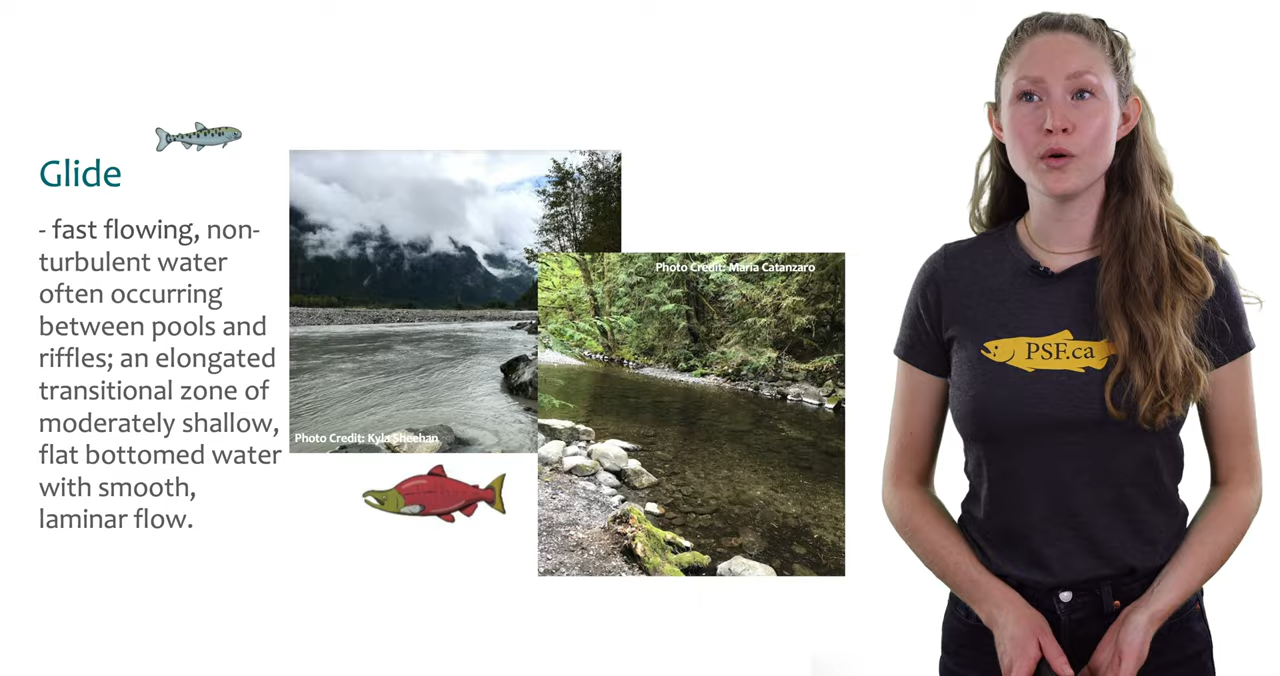 Glide
- fast flowing, non-
turbulent water
often occurring
between pools and
riffles; an elongated
transitional zone of
moderately shallow,
flat bottomed water
with smooth,
laminar flow.
Photo Credit: Kyla Sheehan
Photo Credit: Maria Catanzaro
PSF.ca